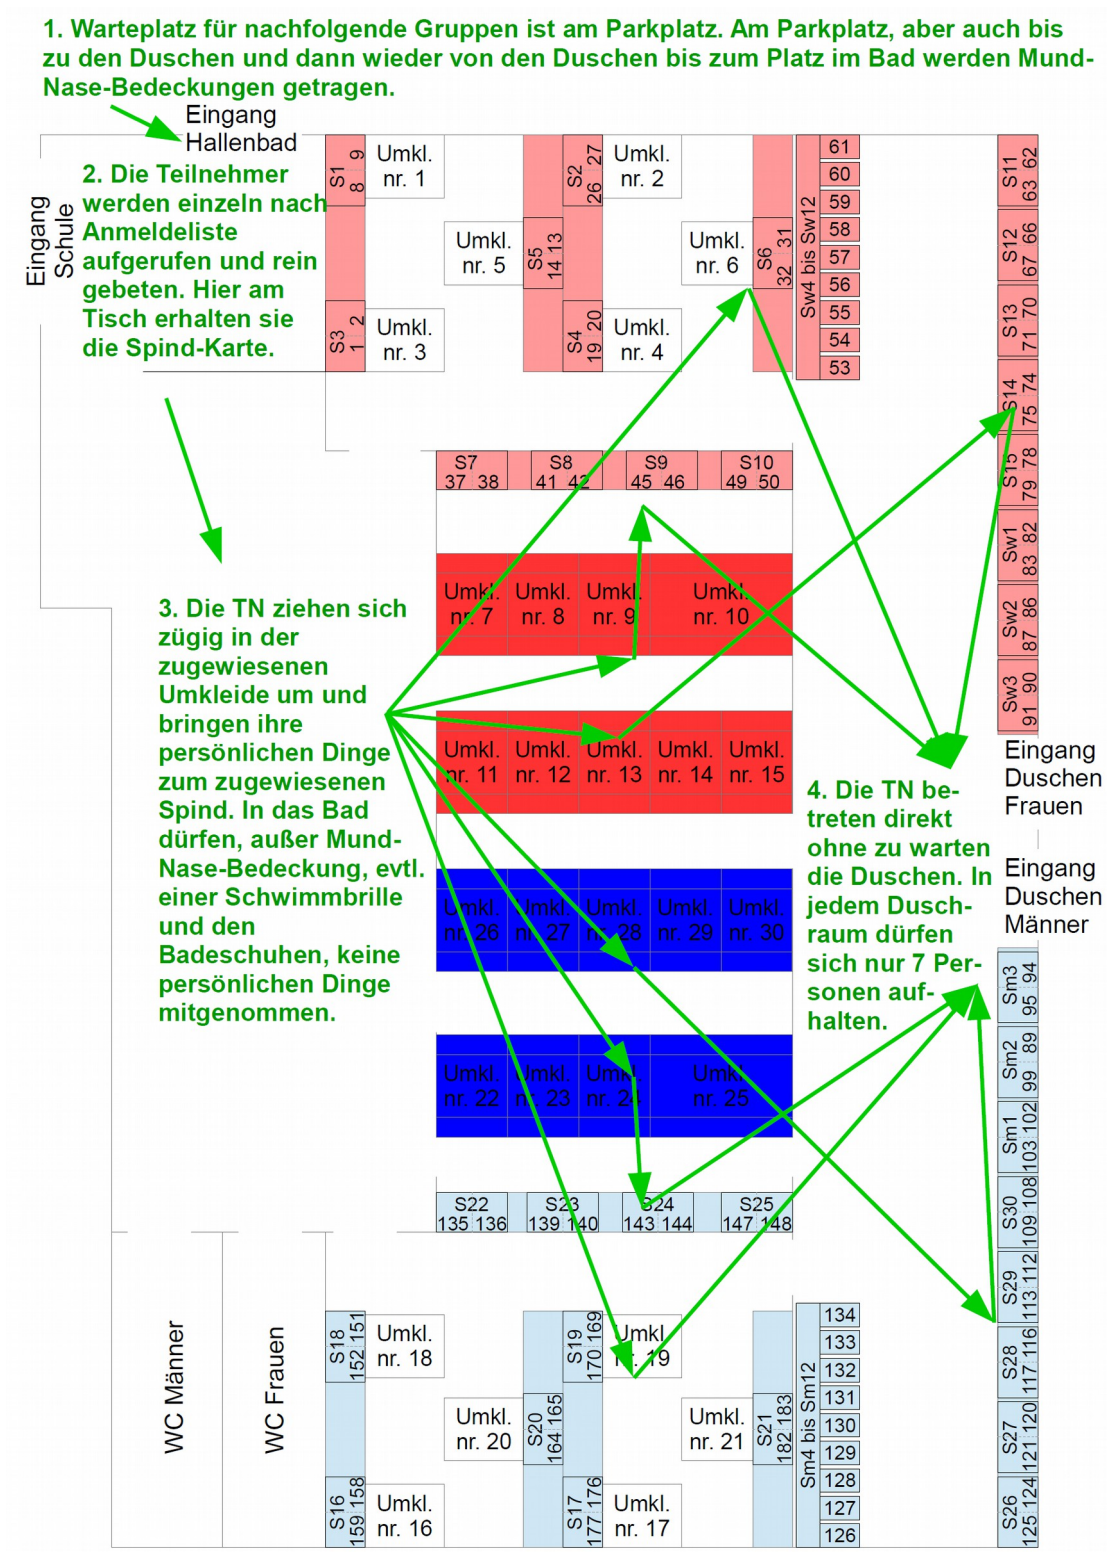 1. Warteplatz für nachfolgende Gruppen ist am Parkplatz. Am Parkplatz, aber auch bis
zu den Duschen und dann wieder von den Duschen bis zum Platz im Bad werden Mund-
Nase-Bedeckungen getragen.
Eingang
Hallenbad
Eingang
Schule
2. Die Teilnehmer
werden einzeln nach
Anmeldeliste
aufgerufen und rein
gebeten. Hier am
Tisch erhalten sie
die Spind-Karte.
S1
8 9
Umkl.
nr. 1
S2
26 27
Umkl.
nr. 2
Umkl.
nr. 5
S5
14 13
Umkl.
nr. 6
S6
32 31
S3
1 2
Umkl.
nr. 3
S4
19 20
Umkl.
nr. 4
Sw4 bis Sw12
61
60
59
58
57
56
55
54
53
S11
63 62
S12
67 66
S13
71 70
S14
75 74
S15
79 78
Sw1
83 82
Sw2
87 86
Sw3
91 90
S7
37 38
S8
41 42
S9
45 46
S10
49 50
Umkl.
nr. 7
Umkl.
nr. 8
Umkl.
nr. 9
Umkl.
nr. 10
3. Die TN ziehen sich
zügig in der
zugewiesenen
Umkleide um und
bringen ihre
persönlichen Dinge
zum zugewiesenen
Spind. In das Bad
dürfen, außer Mund-
Nase-Bedeckung, evtl.
einer Schwimmbrille
und den
Badeschuhen, keine
persönlichen Dinge
mitgenommen.
Umkl.
nr. 11
Umkl.
nr. 12
Umkl.
nr. 13
Umkl.
nr. 14
Umkl.
nr. 15
Eingang
Duschen
Frauen
4. Die TN be-
treten direkt
ohne zu warten
die Duschen. In
jedem Dusch-
raum dürfen
sich nur 7 Per-
sonen auf-
halten.
Eingang
Duschen
Männer
Umkl.
nr. 26
Umkl.
nr. 27
Umkl.
nr. 28
Umkl.
nr. 29
Umkl.
nr. 30
Umkl.
nr. 22
Umkl.
nr. 23
Umkl.
nr. 24
Umkl.
nr. 25
Sm3
95 94
Sm2
99 89
Sm1
103 102
S30
109 108
S29
113 112
S28
117 116
S27
121 120
S26
125 124
S22
135 136
S23
139 140
S24
143 144
S25
147 148
WC Männer
WC Frauen
S18
152 151
Umkl.
nr. 18
S19
170 169
Umkl.
nr. 19
Umkl.
nr. 20
S20
164 165
Umkl.
nr. 21
S21
182 183
S16
159 158
Umkl.
nr. 16
S17
177 176
Umkl.
nr. 17
Sm4 bis Sm12
134
133
132
131
130
129
128
127
126